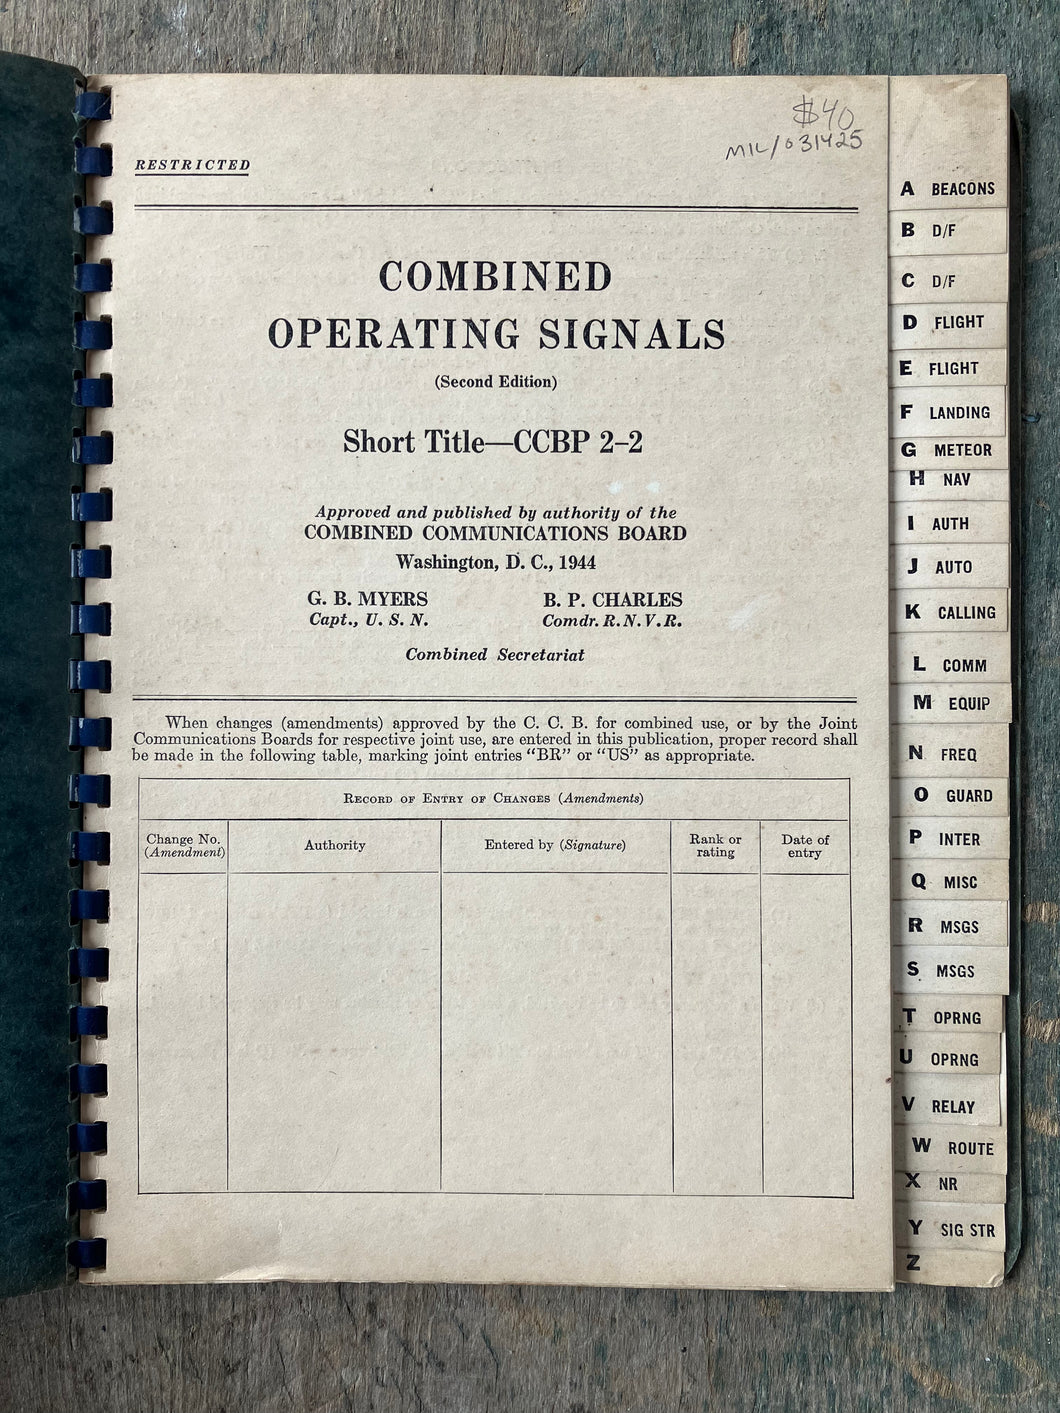 $40
MIL/031425
RESTRICTED
COMBINED
OPERATING SIGNALS
(Second Edition)
Short Title—CCBP 2–2
Approved and published by authority of the
COMBINED COMMUNICATIONS BOARD
Washington, D. C., 1944
G. B. MYERS B. P. CHARLES
Capt., U. S. N. Comdr. R.N.V.R.
Combined Secretariat
When changes (amendments) approved by the C. C. B. for combined use, or by the Joint
Communications Boards for respective joint use, are entered in this publication, proper record shall
be made in the following table, marking joint entries “BR” or “US” as appropriate.
RECORD OF ENTRY OF CHANGES (Amendments)
Change No. (Amendment)
Authority
Entered by (Signature)
Rank or rating
Date of entry
A BEACONS
B D/F
C D/F
D FLIGHT
E FLIGHT
F LANDING
G METEOR
H NAV
I AUTH
J AUTO
K CALLING
L COMM
M EQUIP
N FREQ
O GUARD
P INTER
Q MISC
R MSGS
S MSGS
T OPRNG
U OPRNG
V RELAY
W ROUTE
X NR
Y SIG STR
Z